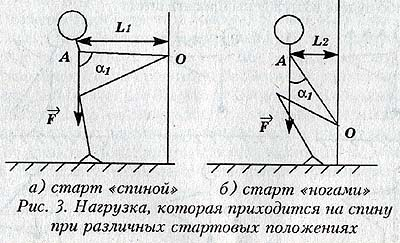 L1
A
O
α1
F
L2
A
α1
F
O
а) старт «спиной» б) старт «ногами»
Рис. 3. Нагрузка, которая приходится на спину
при различных стартовых положениях